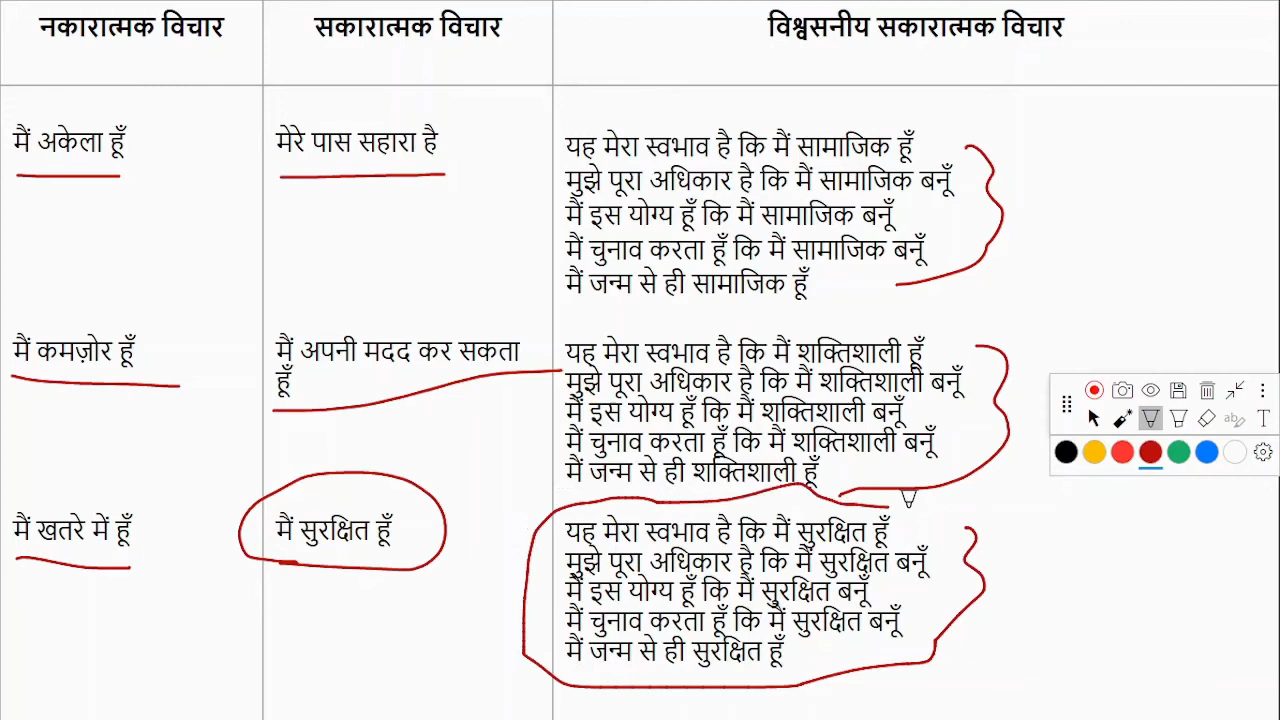 नकारात्मक विचार
सकारात्मक विचार
विश्वसनीय सकारात्मक विचार
मैं अकेला हूँ
मेरे पास सहारा है
यह मेरा स्वभाव है कि मैं सामाजिक हूँ
मुझे पूरा अधिकार है कि मैं सामाजिक बनूँ
मैं इस योग्य हूँ कि मैं सामाजिक बनूँ
मैं चुनाव करता हूँ कि मैं सामाजिक बनूँ
मैं जन्म से ही सामाजिक हूँ
मैं कमज़ोर हूँ
मैं अपनी मदद कर सकता
हूँ
यह मेरा स्वभाव है कि मैं शक्तिशाली हूँ
मुझे पूरा अधिकार है कि मैं शक्तिशाली बनूँ
मैं इस योग्य हूँ कि मैं शक्तिशाली बनूँ
मैं चुनाव करता हूँ कि मैं शक्तिशाली बनूँ
मैं जन्म से ही शक्तिशाली हूँ
मैं खतरे में हूँ
मैं सुरक्षित हूँ
यह मेरा स्वभाव है कि मैं सुरक्षित हूँ
मुझे पूरा अधिकार है कि मैं सुरक्षित बनूँ
मैं इस योग्य हूँ कि मैं सुरक्षित बनूँ
मैं चुनाव करता हूँ कि मैं सुरक्षित बनूँ
मैं जन्म से ही सुरक्षित हूँ
ab
T